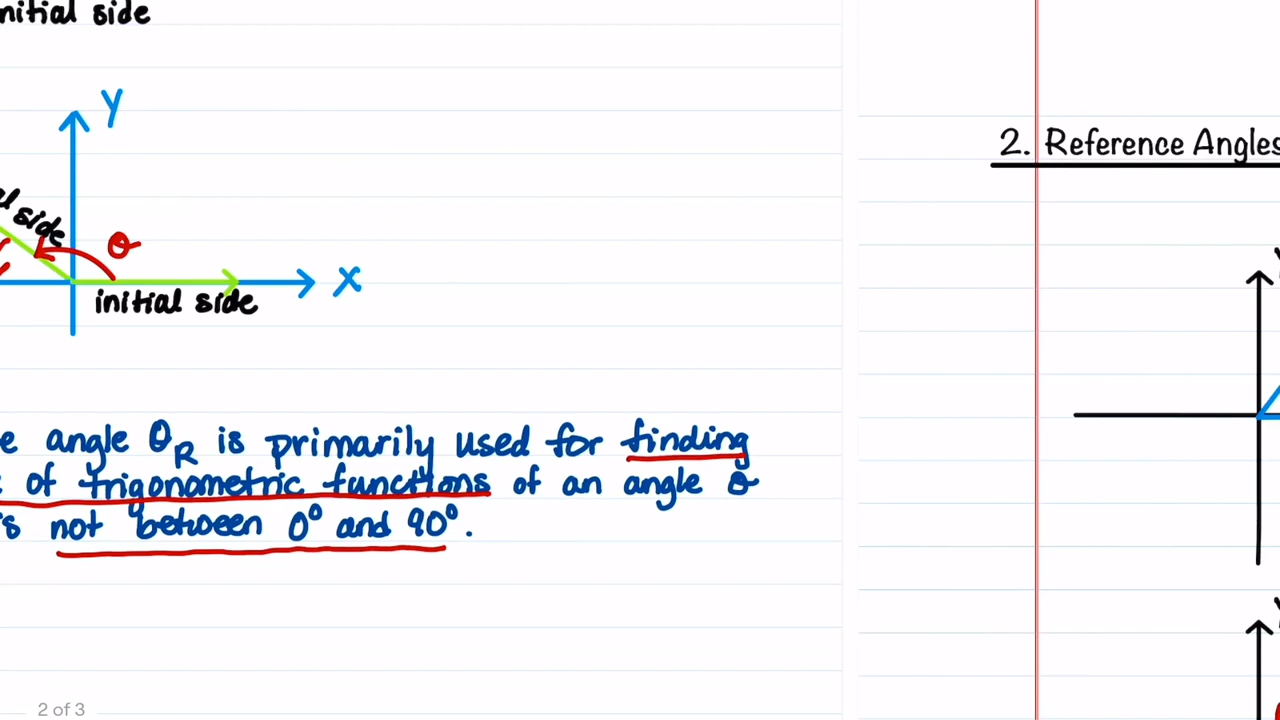 initial side
Y
side
θ
X
initial side
angle θR is primarily used for finding
of trigonometric functions of an angle θ
not between 0° and 90°.
2 of 3
2. Reference Angles